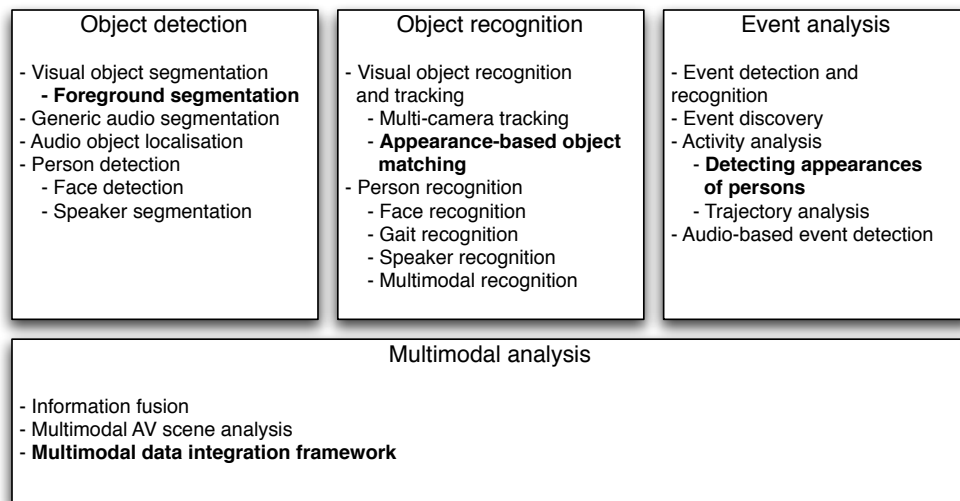 Object detection
- Visual object segmentation
- Foreground segmentation
- Generic audio segmentation
- Audio object localisation
- Person detection
- Face detection
- Speaker segmentation
Object recognition
- Visual object recognition
and tracking
- Multi-camera tracking
- Appearance-based object
matching
- Person recognition
- Face recognition
- Gait recognition
- Speaker recognition
- Multimodal recognition
Event analysis
- Event detection and
recognition
- Event discovery
- Activity analysis
- Detecting appearances
of persons
- Trajectory analysis
- Audio-based event detection
Multimodal analysis
- Information fusion
- Multimodal AV scene analysis
- Multimodal data integration framework